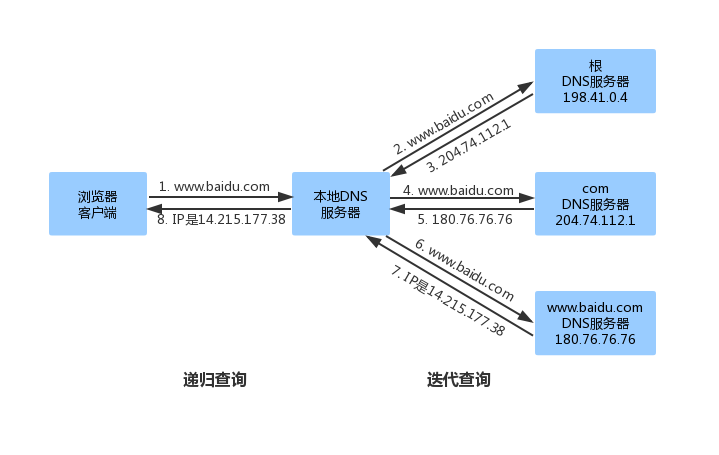 根
DNS服务器
198.41.0.4
2. www.baidu.com
3. 204.74.112.1
浏览器
客户端
1. www.baidu.com
8. IP是14.215.177.38
本地DNS
服务器
4. www.baidu.com
5. 180.76.76.76
com
DNS服务器
204.74.112.1
6. www.baidu.com
7. IP是14.215.177.38
www.baidu.com
DNS服务器
180.76.76.76
递归查询
迭代查询